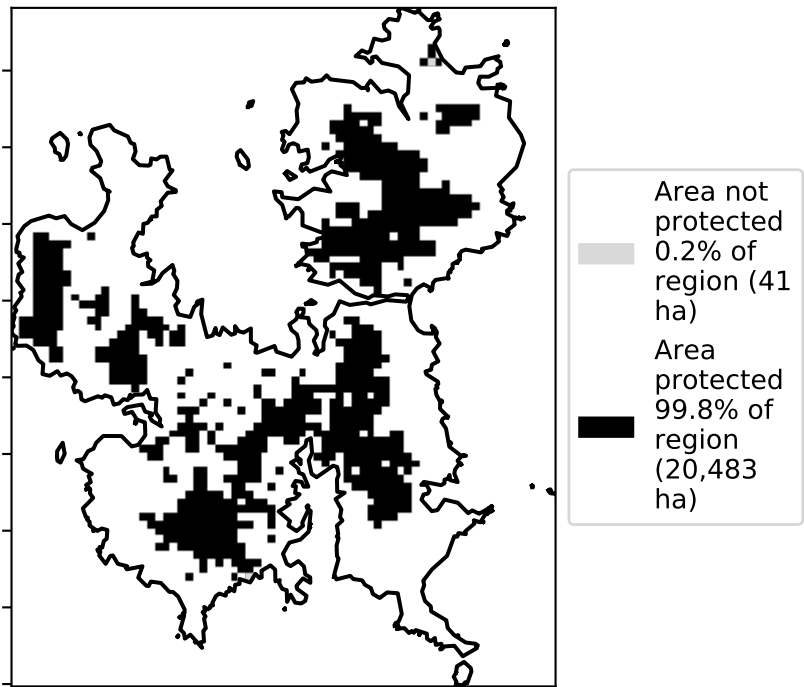 Area not
protected
0.2% of
region (41
ha)
Area
protected
99.8% of
region
(20,483
ha)